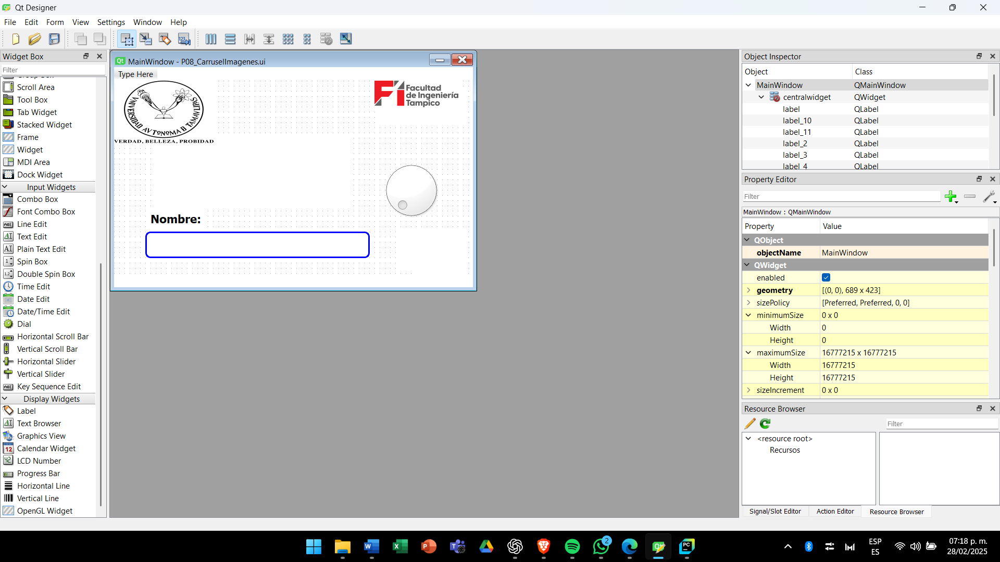 Qt Designer
File Edit Form View Settings Window Help
Widget Box
Filter
Scroll Area
Tool Box
Tab Widget
Stacked Widget
Frame
Widget
MDI Area
Dock Widget
Input Widgets
Combo Box
Font Combo Box
Line Edit
Text Edit
Plain Text Edit
Spin Box
Double Spin Box
Time Edit
Date Edit
Date/Time Edit
Dial
Horizontal Scroll Bar
Vertical Scroll Bar
Horizontal Slider
Vertical Slider
Key Sequence Edit
Display Widgets
Label
Text Browser
Graphics View
Calendar Widget
LCD Number
Progress Bar
Horizontal Line
Vertical Line
OpenGL Widget
MainWindow - P08_CarruselImagenes.ui
Type Here
VERDAD, BELLEZA, PROBIDAD
Facultad
de Ingeniería
Tampico
Nombre:
Object Inspector
Object Class
MainWindow QMainWindow
centralwidget QWidget
label QLabel
label_10 QLabel
label_11 QLabel
label_2 QLabel
label_3 QLabel
label_4 QLabel
Property Editor
Filter
MainWindow : QMainWindow
Property Value
QObject
objectName MainWindow
QWidget
enabled
geometry [(0, 0), 689 x 423]
sizePolicy [Preferred, Preferred, 0, 0]
minimumSize 0 x 0
Width 0
Height 0
maximumSize 16777215 x 16777215
Width 16777215
Height 16777215
sizeIncrement 0 x 0
Resource Browser
Filter
<resource root>
Recursos
Signal/Slot Editor Action Editor Resource Browser
ESP
ES
07:18 p. m.
28/02/2025